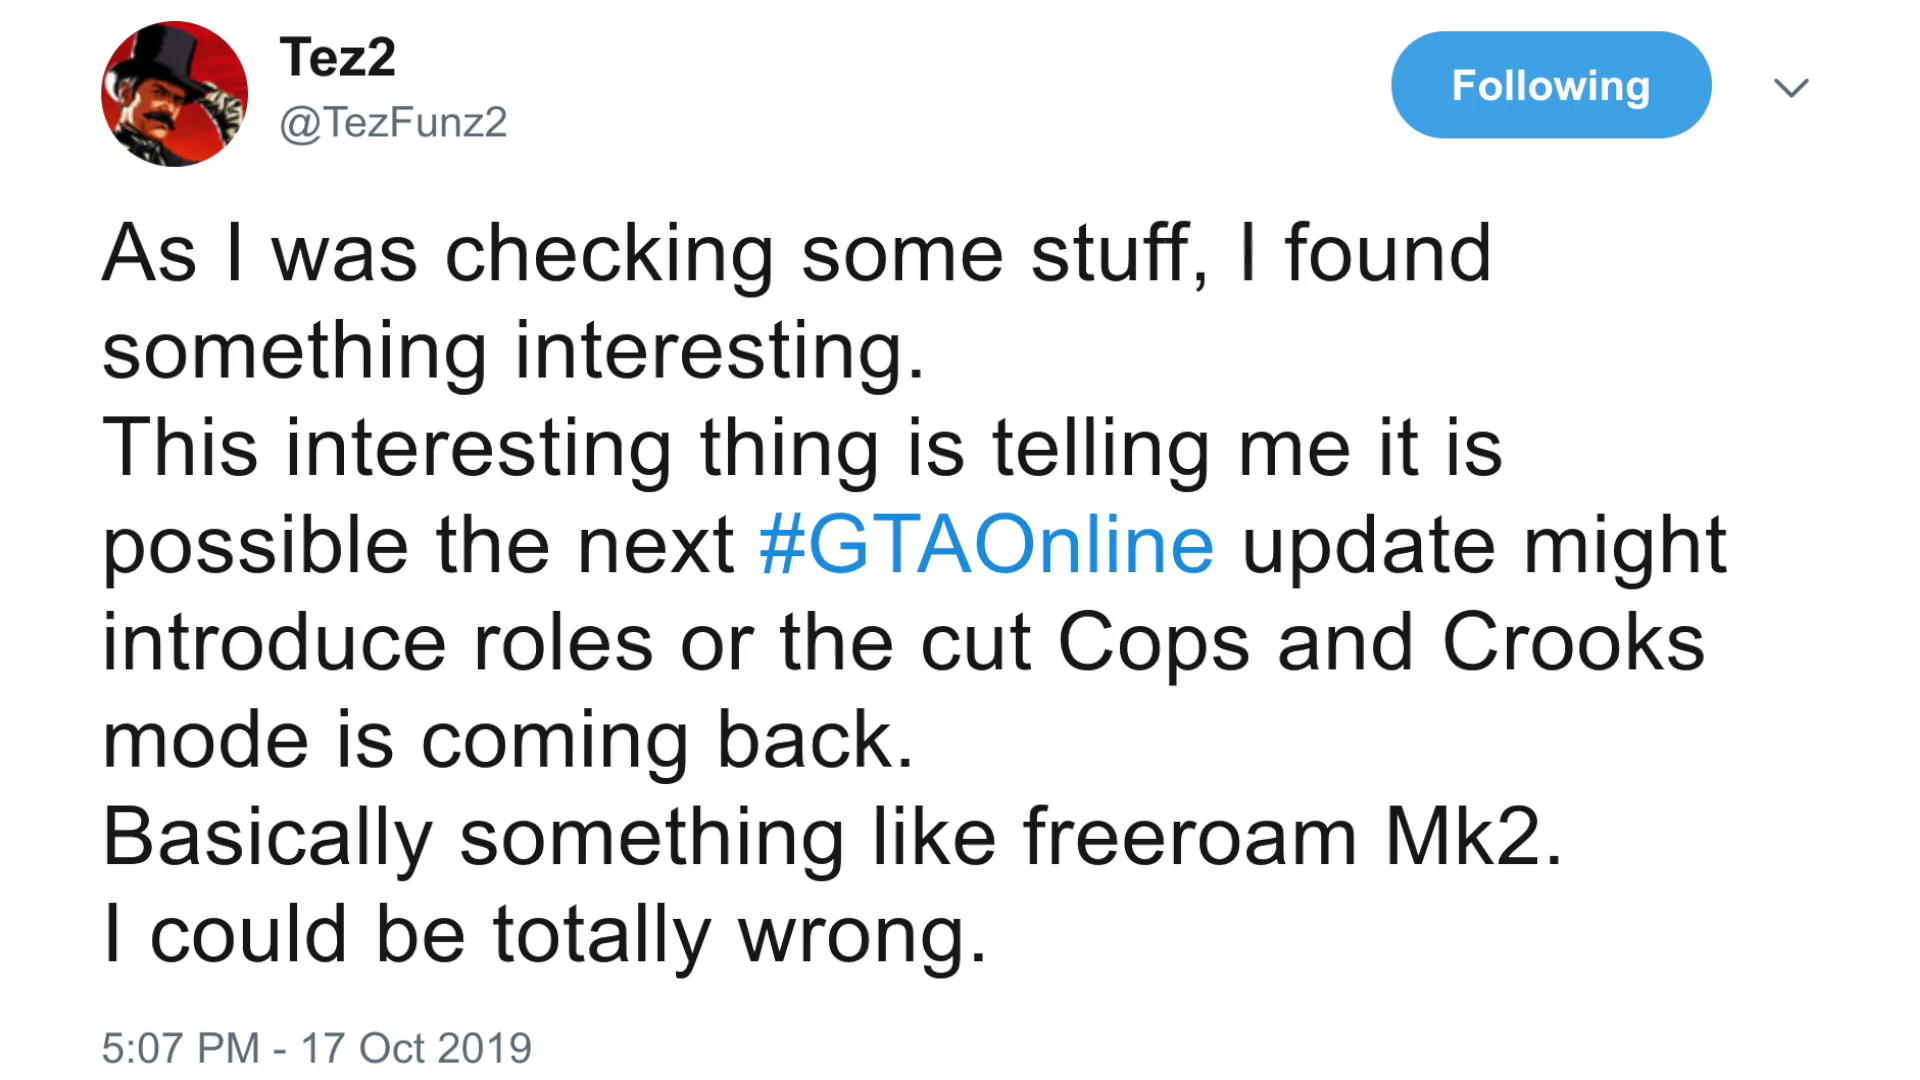 Tez2
@TezFunz2
Following
As I was checking some stuff, I found
something interesting.
This interesting thing is telling me it is
possible the next #GTAOnline update might
introduce roles or the cut Cops and Crooks
mode is coming back.
Basically something like freeroam Mk2.
I could be totally wrong.
5:07 PM - 17 Oct 2019